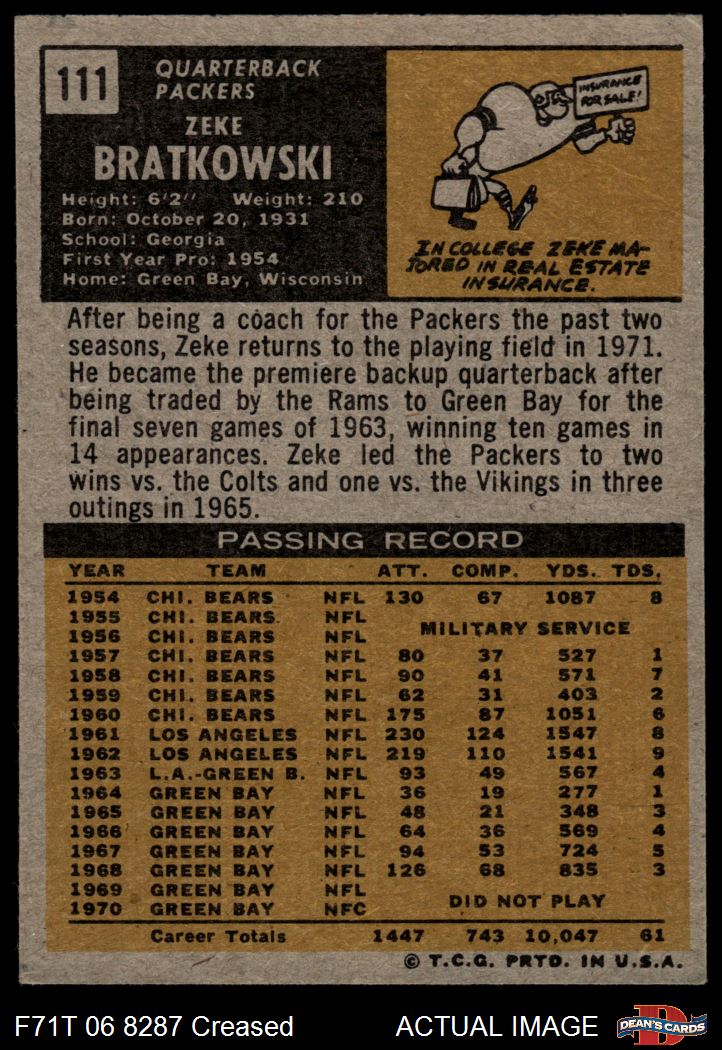 111
QUARTERBACK
PACKERS
ZEKE
BRATKOWSKI
Height: 6'2" Weight: 210
Born: October 20, 1931
School: Georgia
First Year Pro: 1954
Home: Green Bay, Wisconsin
INSURANCE
FOR SALE!
IN COLLEGE ZEKE MA-
JORED IN REAL ESTATE
INSURANCE.
After being a coach for the Packers the past two
seasons, Zeke returns to the playing field in 1971.
He became the premiere backup quarterback after
being traded by the Rams to Green Bay for the
final seven games of 1963, winning ten games in
14 appearances. Zeke led the Packers to two
wins vs. the Colts and one vs. the Vikings in three
outings in 1965.
PASSING RECORD
YEAR TEAM ATT. COMP. YDS. TDS.
1954 CHI. BEARS NFL 130 67 1087 8
1955 CHI. BEARS NFL
1956 CHI. BEARS NFL MILITARY SERVICE
1957 CHI. BEARS NFL 80 37 527 1
1958 CHI. BEARS NFL 90 41 571 7
1959 CHI. BEARS NFL 62 31 403 2
1960 CHI. BEARS NFL 175 87 1051 6
1961 LOS ANGELES NFL 230 124 1547 8
1962 LOS ANGELES NFL 219 110 1541 9
1963 L.A.-GREEN B. NFL 93 49 567 4
1964 GREEN BAY NFL 36 19 277 1
1965 GREEN BAY NFL 48 21 348 3
1966 GREEN BAY NFL 64 36 569 4
1967 GREEN BAY NFL 94 53 724 5
1968 GREEN BAY NFL 126 68 835 3
1969 GREEN BAY NFL
1970 GREEN BAY NFC DID NOT PLAY
Career Totals 1447 743 10,047 61
© T.C.G. PRTD. IN U.S.A.
F71T 06 8287 Creased ACTUAL IMAGE
D
DEAN'S CARDS